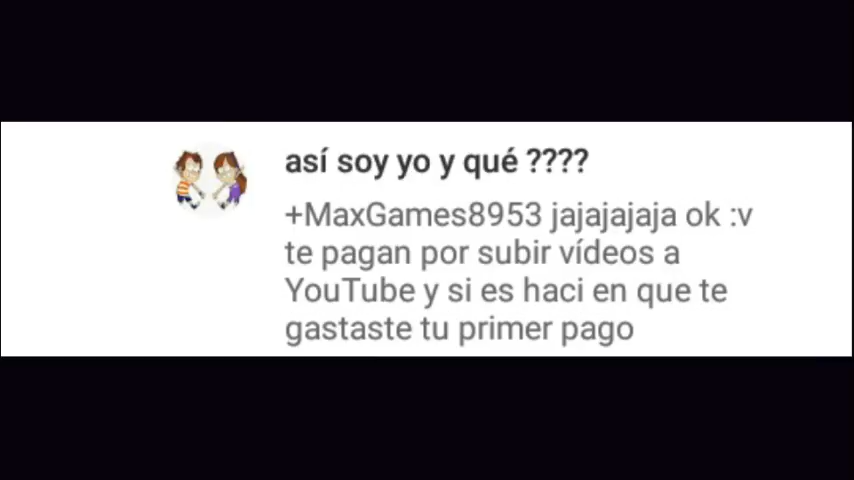 así soy yo y qué ????
+MaxGames8953 jajajajaja ok :v
te pagan por subir vídeos a
YouTube y si es haci en que te
gastaste tu primer pago